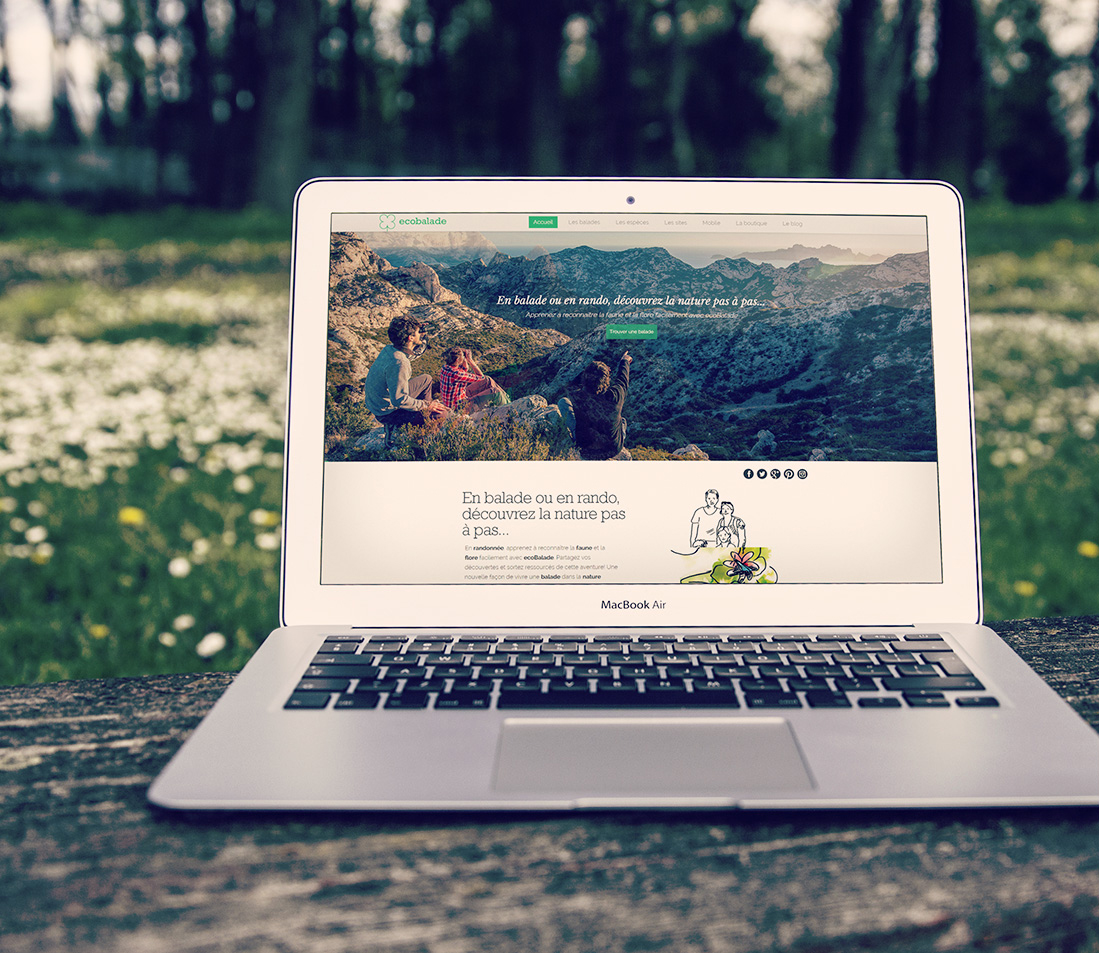 ecobalade
Accueil Les balades Les espèces Les sites Mobile La boutique Le blog
En balade ou en rando, découvrez la nature pas à pas...
Apprenez à reconnaître la faune et la flore facilement avec ecoBalade
Trouver une balade
En balade ou en rando,
découvrez la nature pas
à pas...
En randonnée, apprenez à reconnaître la faune et la
flore facilement avec ecoBalade. Partagez vos
découvertes et sortez ressourcés de cette aventure! Une
nouvelle façon de vivre une balade dans la nature
MacBook Air